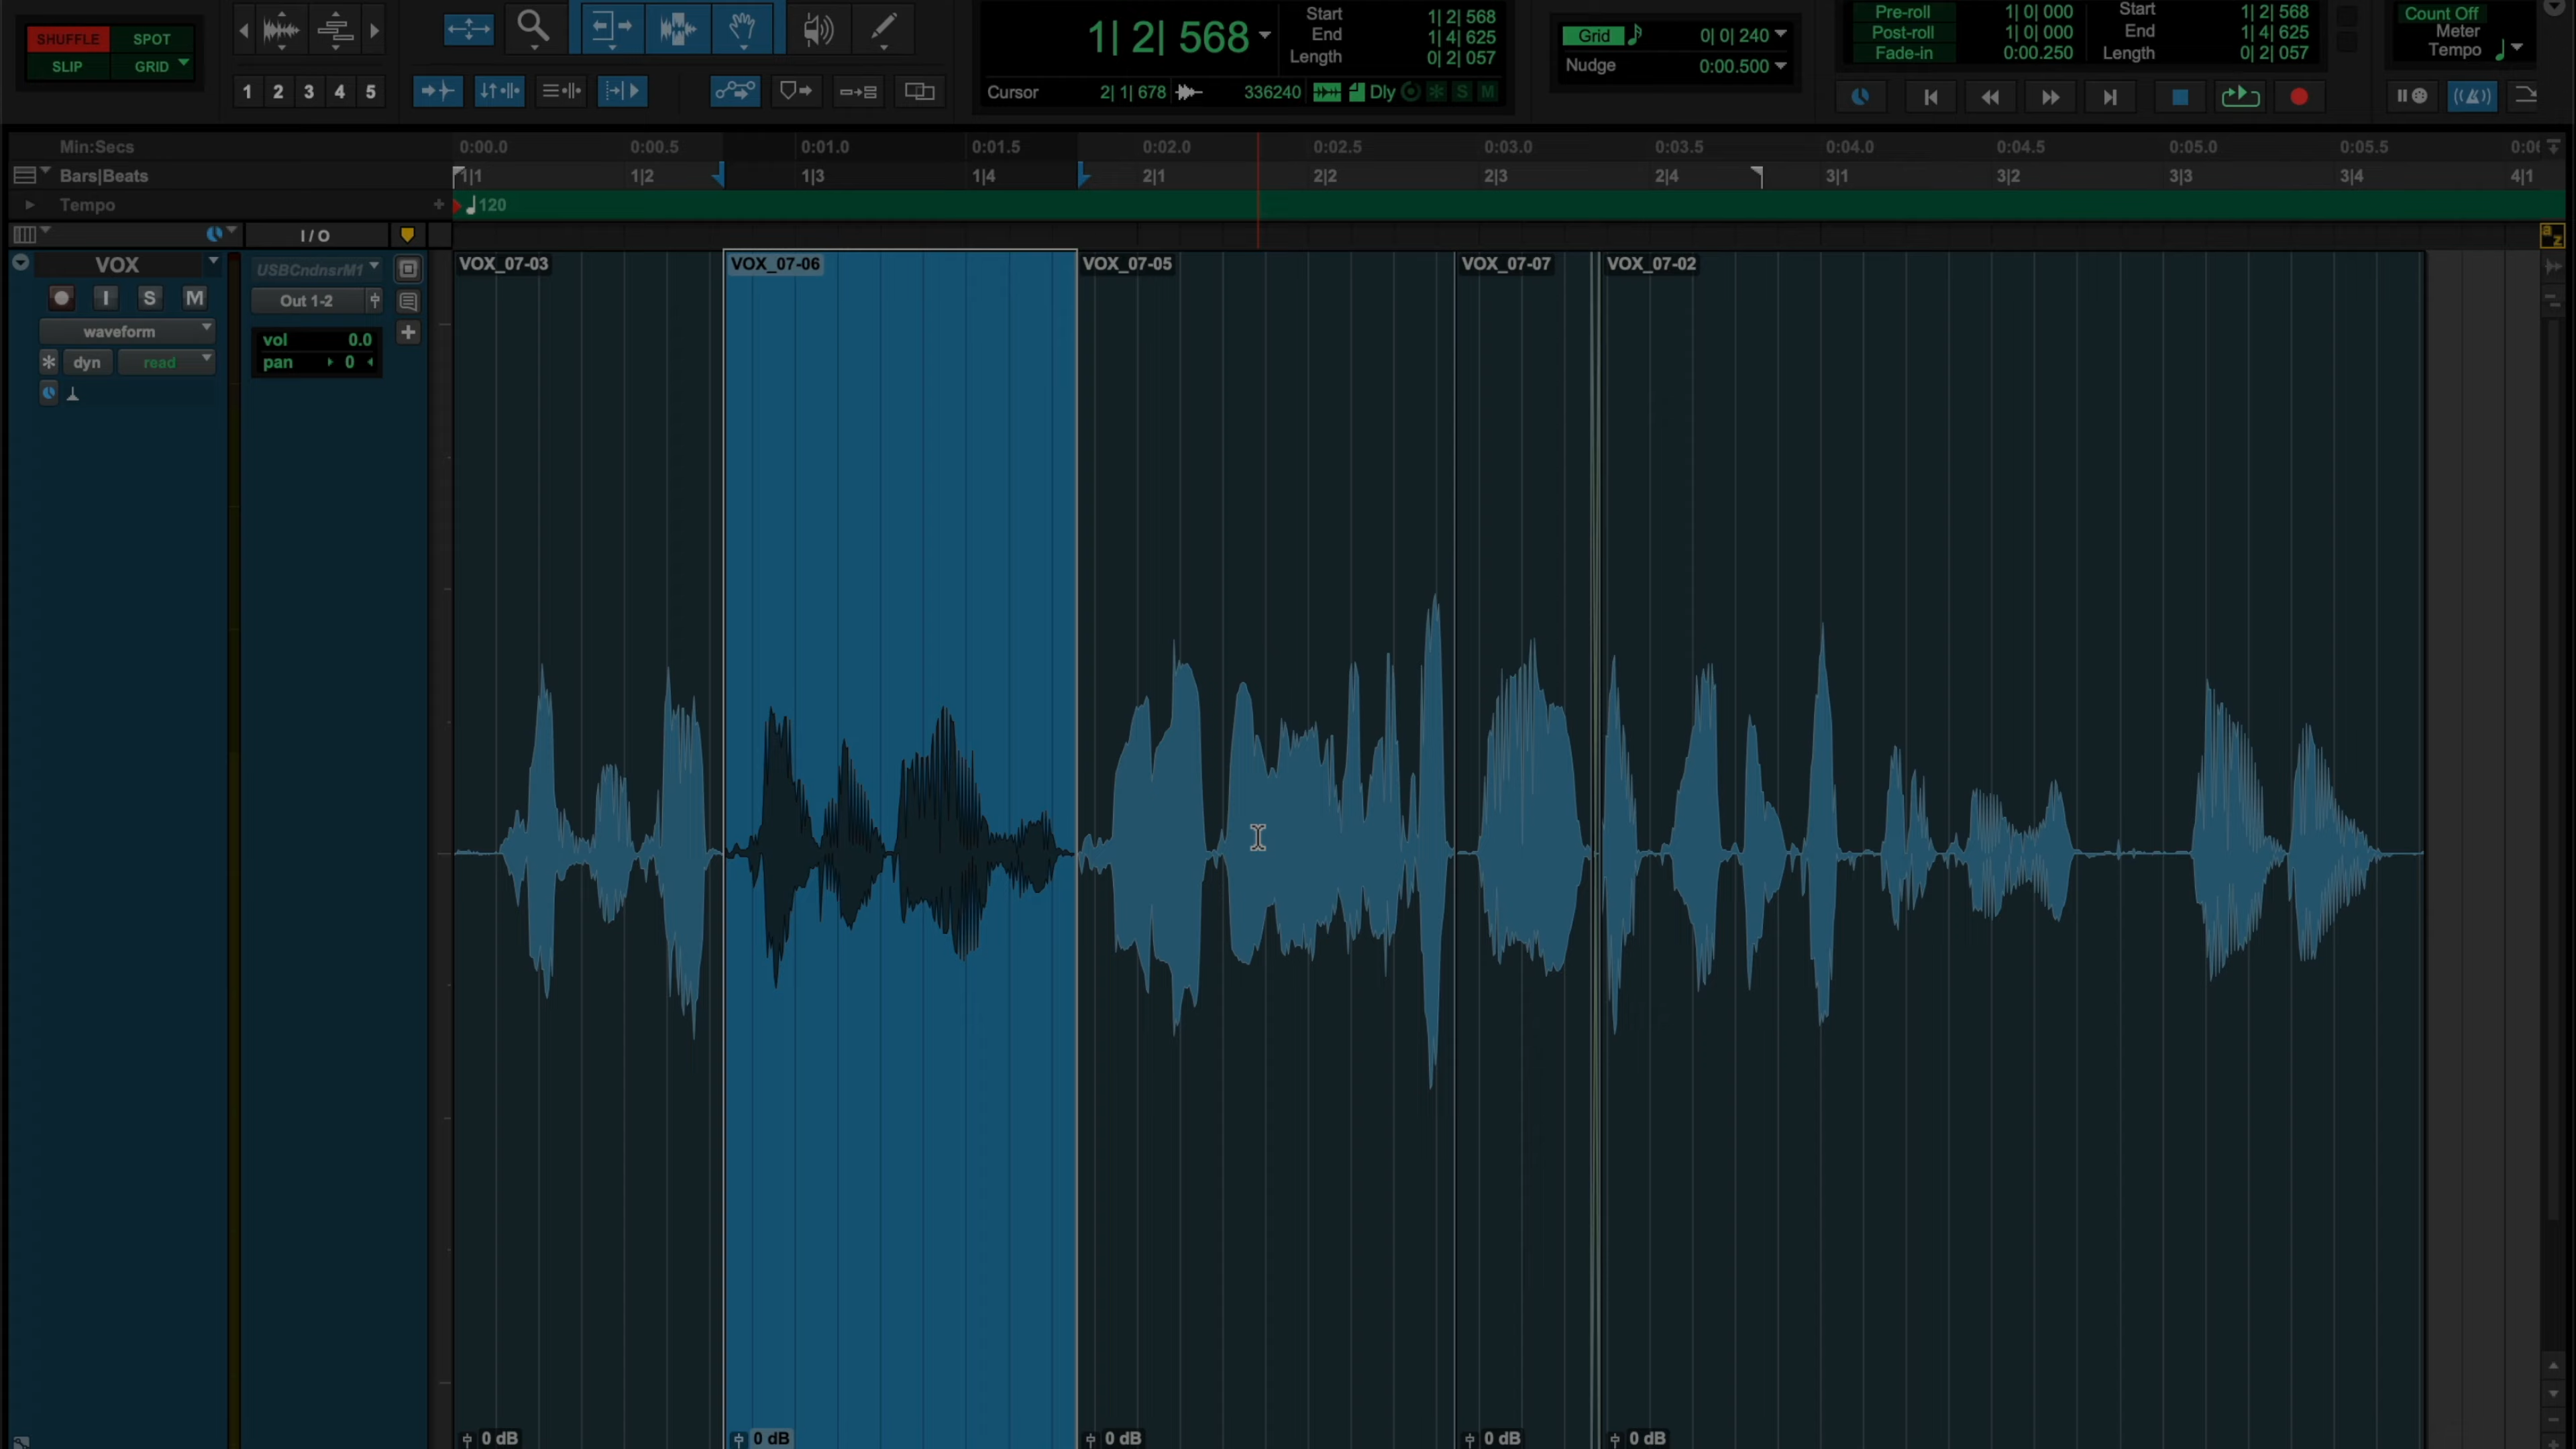 SHUFFLE SPOT
SLIP GRID
1 2 3 4 5
1| 2| 568
Start 1| 2| 568
End 1| 4| 625
Length 0| 2| 057
Cursor 2| 1| 678 336240 Dly S M
Grid 0| 0| 240
Nudge 0:00.500
Pre-roll 1| 0| 000 Start 1| 2| 568
Post-roll 1| 0| 000 End 1| 4| 625
Fade-in 0:00.250 Length 0| 2| 057
Count Off
Meter
Tempo
Min:Secs 0:00.0 0:00.5 0:01.0 0:01.5 0:02.0 0:02.5 0:03.0 0:03.5 0:04.0 0:04.5 0:05.0 0:05.5
Bars|Beats 1|1 1|2 1|3 1|4 2|1 2|2 2|3 2|4 3|1 3|2 3|3 3|4 4|1
Tempo + 120
I / O
a z
VOX USBCndnsrM1 VOX_07-03 VOX_07-06 VOX_07-05 VOX_07-07 VOX_07-02
I S M Out 1-2
waveform
vol 0.0
dyn read
pan 0
0 dB 0 dB 0 dB 0 dB 0 dB